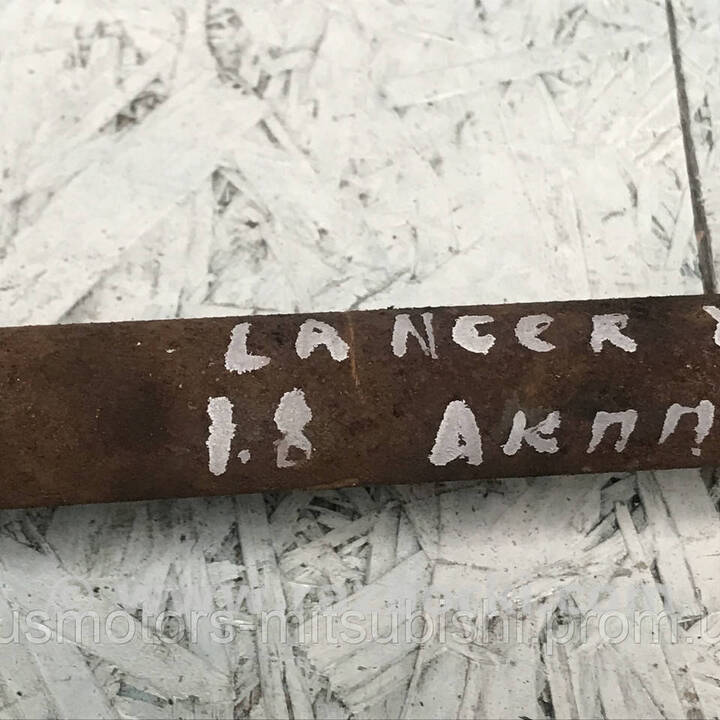 LANCER
1.8 АКПП
usmotors-mitsubishi.prom.u